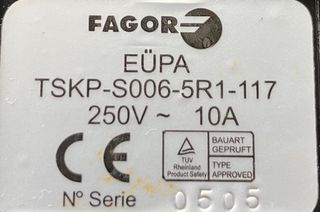 FAGOR
EÜPA
TSKP-S006-5R1-117
250V ~ 10A
CE
TÜV
Rheinland
Product Safety
BAUART
GEPRUFT
TYPE
APPROVED
Nº Serie 0505